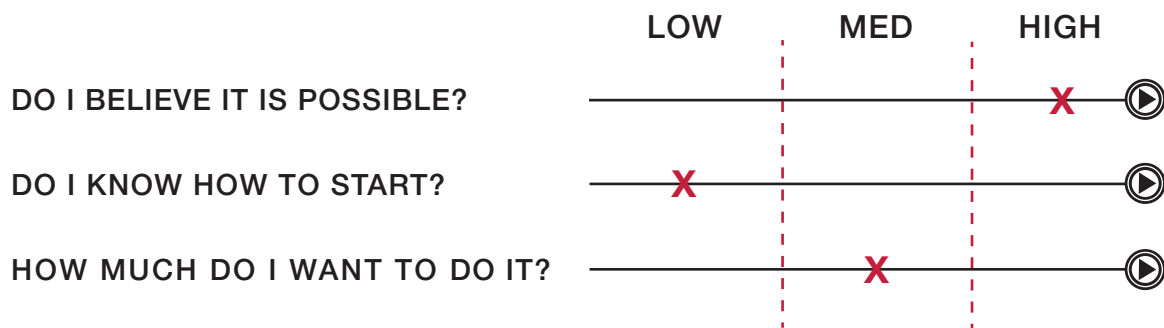 LOW MED HIGH
DO I BELIEVE IT IS POSSIBLE? X
DO I KNOW HOW TO START? X
HOW MUCH DO I WANT TO DO IT? X